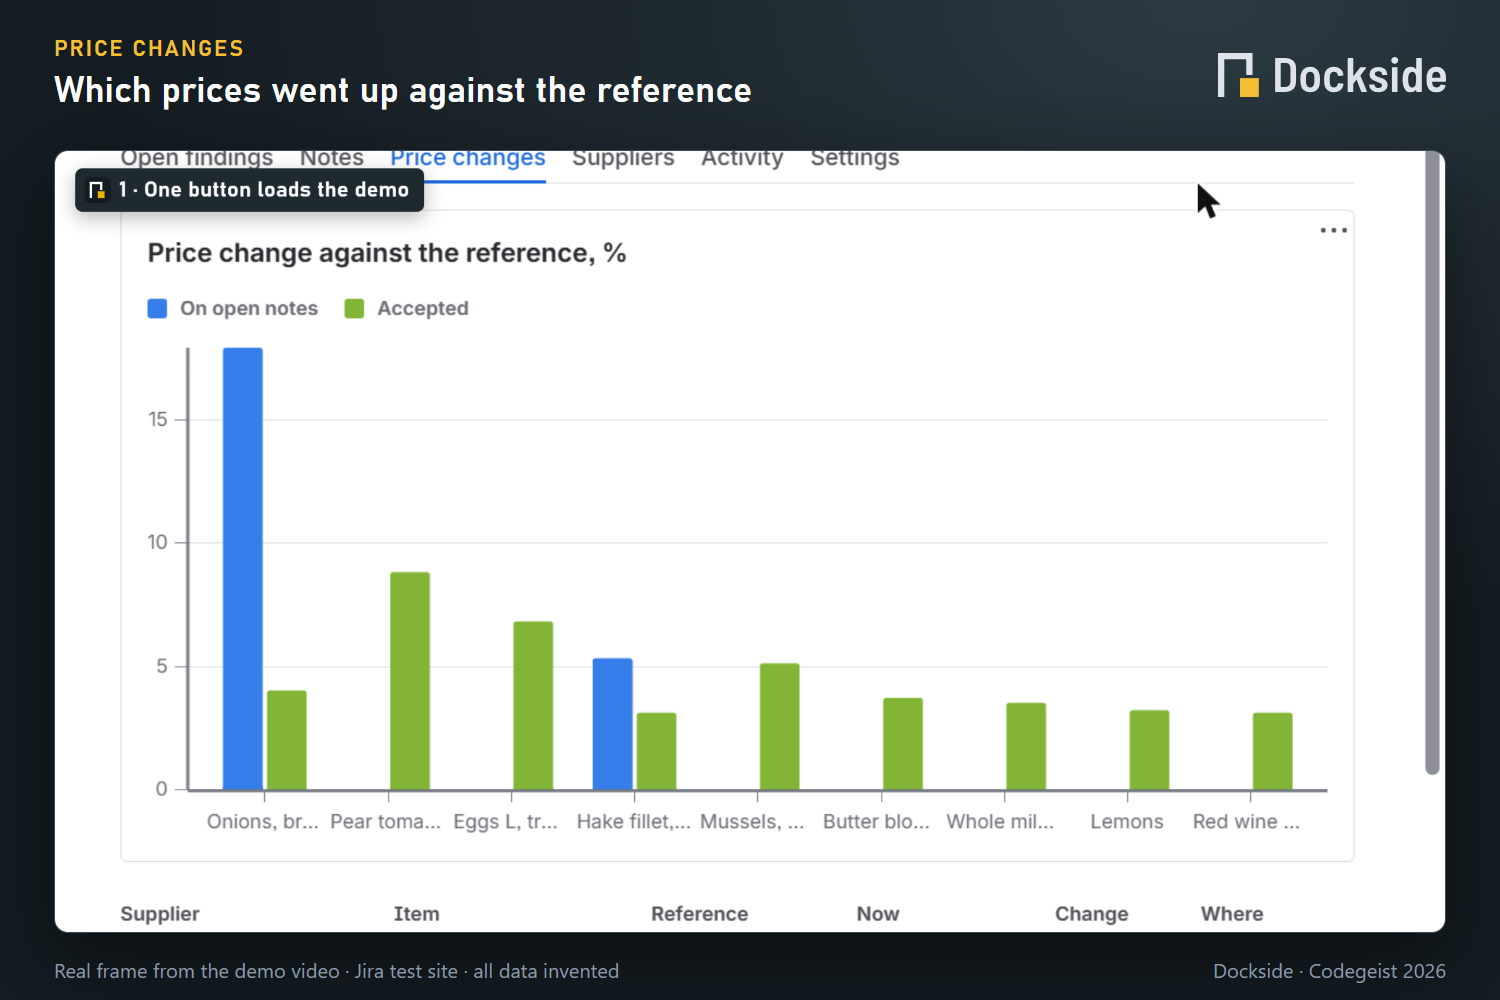 PRICE CHANGES
Which prices went up against the reference
Dockside
Open findings Notes Price changes Suppliers Activity Settings
1 · One button loads the demo
Price change against the reference, %
On open notes Accepted
15
10
5
0
Onions, br... Pear toma... Eggs L, tr... Hake fillet,... Mussels, ... Butter blo... Whole mil... Lemons Red wine ...
Supplier Item Reference Now Change Where
Real frame from the demo video · Jira test site · all data invented
Dockside · Codegeist 2026